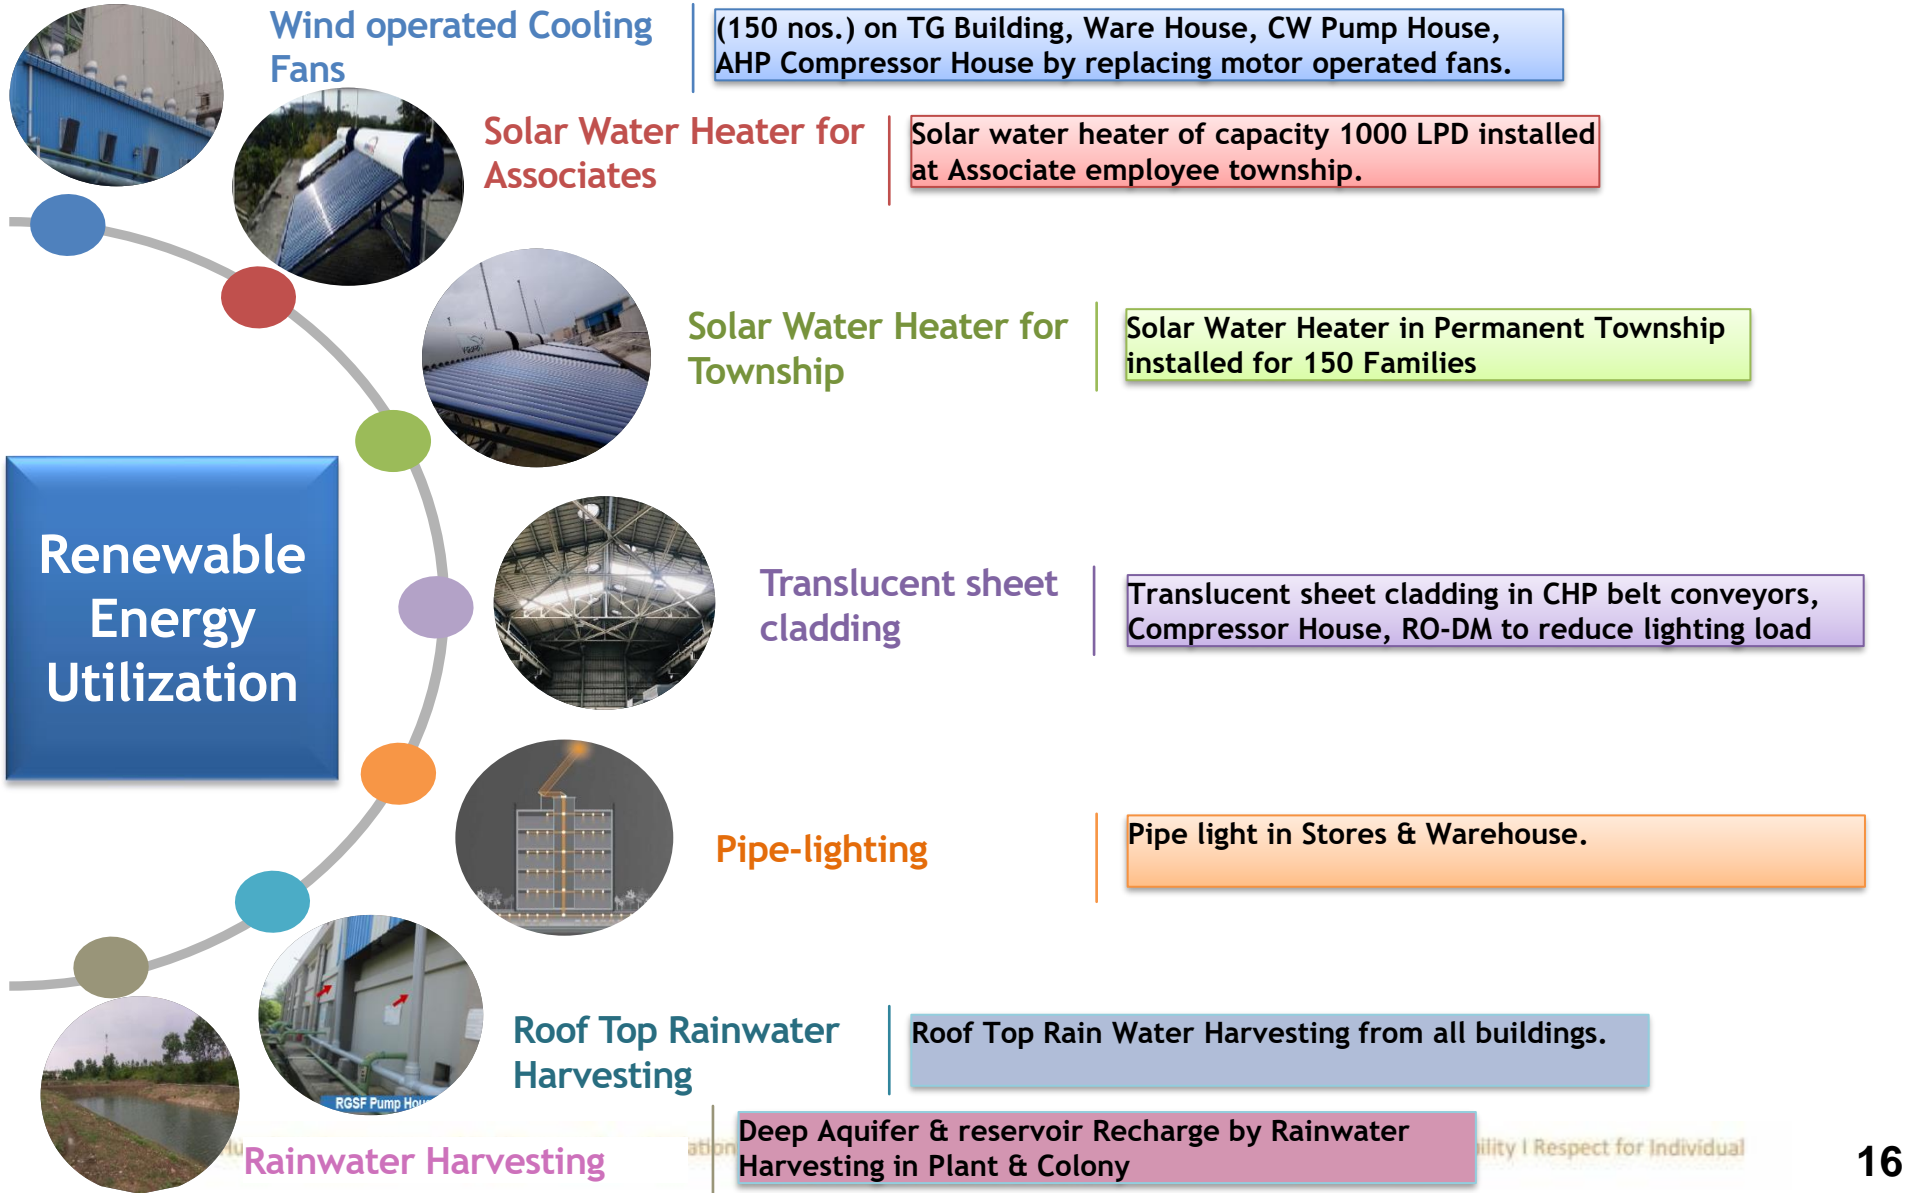 Wind operated Cooling
Fans
(150 nos.) on TG Building, Ware House, CW Pump House,
AHP Compressor House by replacing motor operated fans.
Solar Water Heater for
Associates
Solar water heater of capacity 1000 LPD installed
at Associate employee township.
Solar Water Heater for
Township
Solar Water Heater in Permanent Township
installed for 150 Families
Renewable
Energy
Utilization
Translucent sheet
cladding
Translucent sheet cladding in CHP belt conveyors,
Compressor House, RO-DM to reduce lighting load
Pipe-lighting
Pipe light in Stores & Warehouse.
RGSF Pump Hou
Roof Top Rainwater
Harvesting
Roof Top Rain Water Harvesting from all buildings.
Rainwater Harvesting
Deep Aquifer & reservoir Recharge by Rainwater
Harvesting in Plant & Colony
Respect for Individual
16